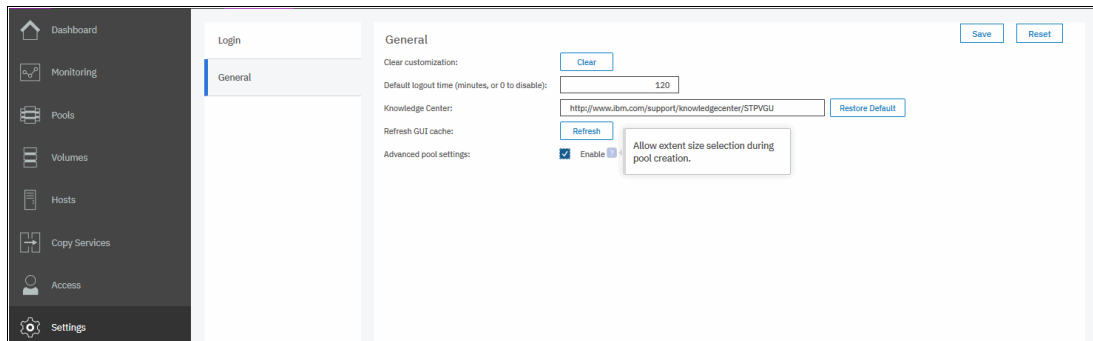 Dashboard
Monitoring
Pools
Volumes
Hosts
Copy Services
Access
Settings
Login
General
General
Save
Reset
Clear customization:
Clear
Default logout time (minutes, or 0 to disable):
120
Knowledge Center:
http://www.ibm.com/support/knowledgecenter/STPVGU
Restore Default
Refresh GUI cache:
Refresh
Advanced pool settings:
Enable
?
Allow extent size selection during
pool creation.